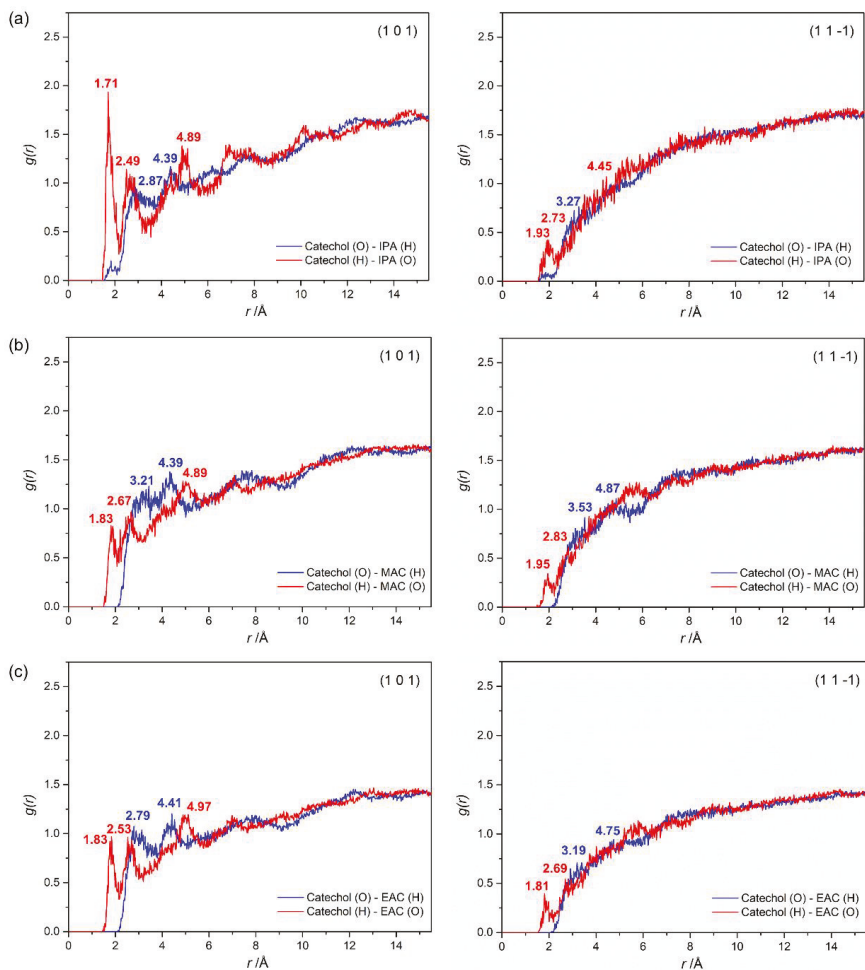 (a)
(1 0 1)
1.71
2.49
2.87
4.39
4.89
Catechol (O) - IPA (H)
Catechol (H) - IPA (O)
2.5
2.0
1.5
1.0
0.5
0.0
g(r)
0 2 4 6 8 10 12 14
r /Å
(1 1 -1)
1.93
2.73
3.27
4.45
Catechol (O) - IPA (H)
Catechol (H) - IPA (O)
2.5
2.0
1.5
1.0
0.5
0.0
0 2 4 6 8 10 12 14
r /Å
(b)
(1 0 1)
1.83
2.67
3.21
4.39
4.89
Catechol (O) - MAC (H)
Catechol (H) - MAC (O)
2.5
2.0
1.5
1.0
0.5
0.0
g(r)
0 2 4 6 8 10 12 14
r /Å
(1 1 -1)
1.95
2.83
3.53
4.87
Catechol (O) - MAC (H)
Catechol (H) - MAC (O)
2.5
2.0
1.5
1.0
0.5
0.0
0 2 4 6 8 10 12 14
r /Å
(c)
(1 0 1)
1.83
2.53
2.79
4.41
4.97
Catechol (O) - EAC (H)
Catechol (H) - EAC (O)
2.5
2.0
1.5
1.0
0.5
0.0
g(r)
0 2 4 6 8 10 12 14
r /Å
(1 1 -1)
1.81
2.69
3.19
4.75
Catechol (O) - EAC (H)
Catechol (H) - EAC (O)
2.5
2.0
1.5
1.0
0.5
0.0
0 2 4 6 8 10 12 14
r /Å